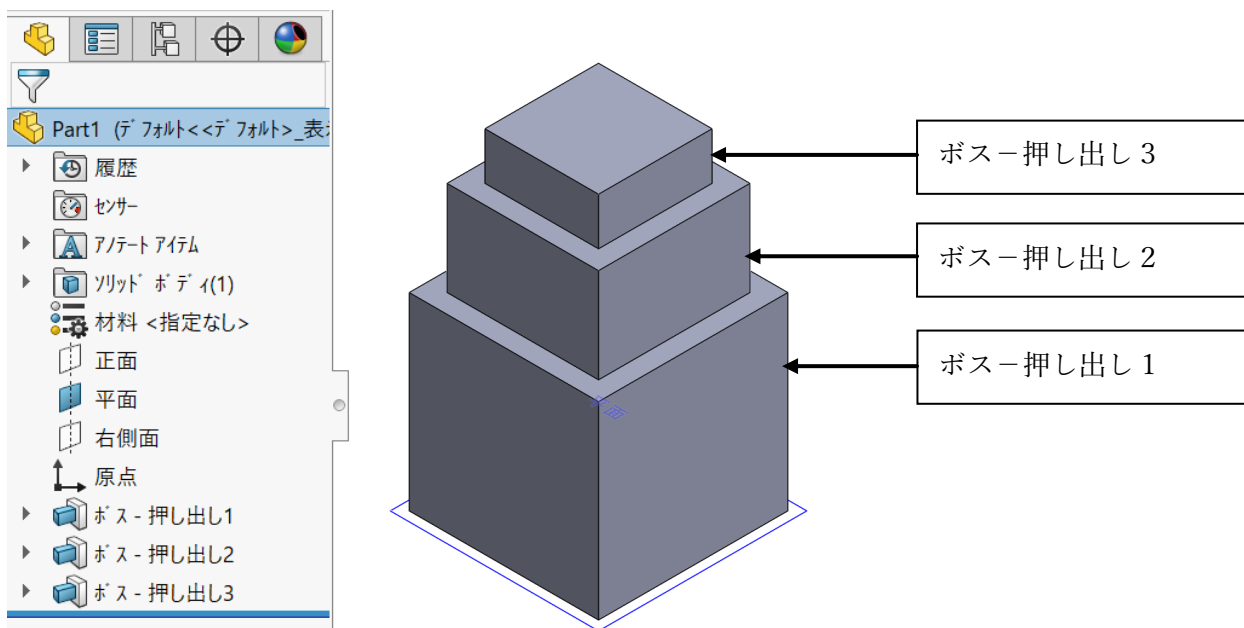 Part1 (ﾃﾞﾌｫﾙﾄ<<ﾃﾞﾌｫﾙﾄ>_表示
履歴
ｾﾝｻｰ
ｱﾉﾃｰﾄ ｱｲﾃﾑ
ｿﾘｯﾄﾞ ﾎﾞﾃﾞｨ(1)
材料 <指定なし>
正面
平面
右側面
原点
ﾎﾞｽ - 押し出し1
ﾎﾞｽ - 押し出し2
ﾎﾞｽ - 押し出し3
ボス－押し出し３
ボス－押し出し２
ボス－押し出し１
平面